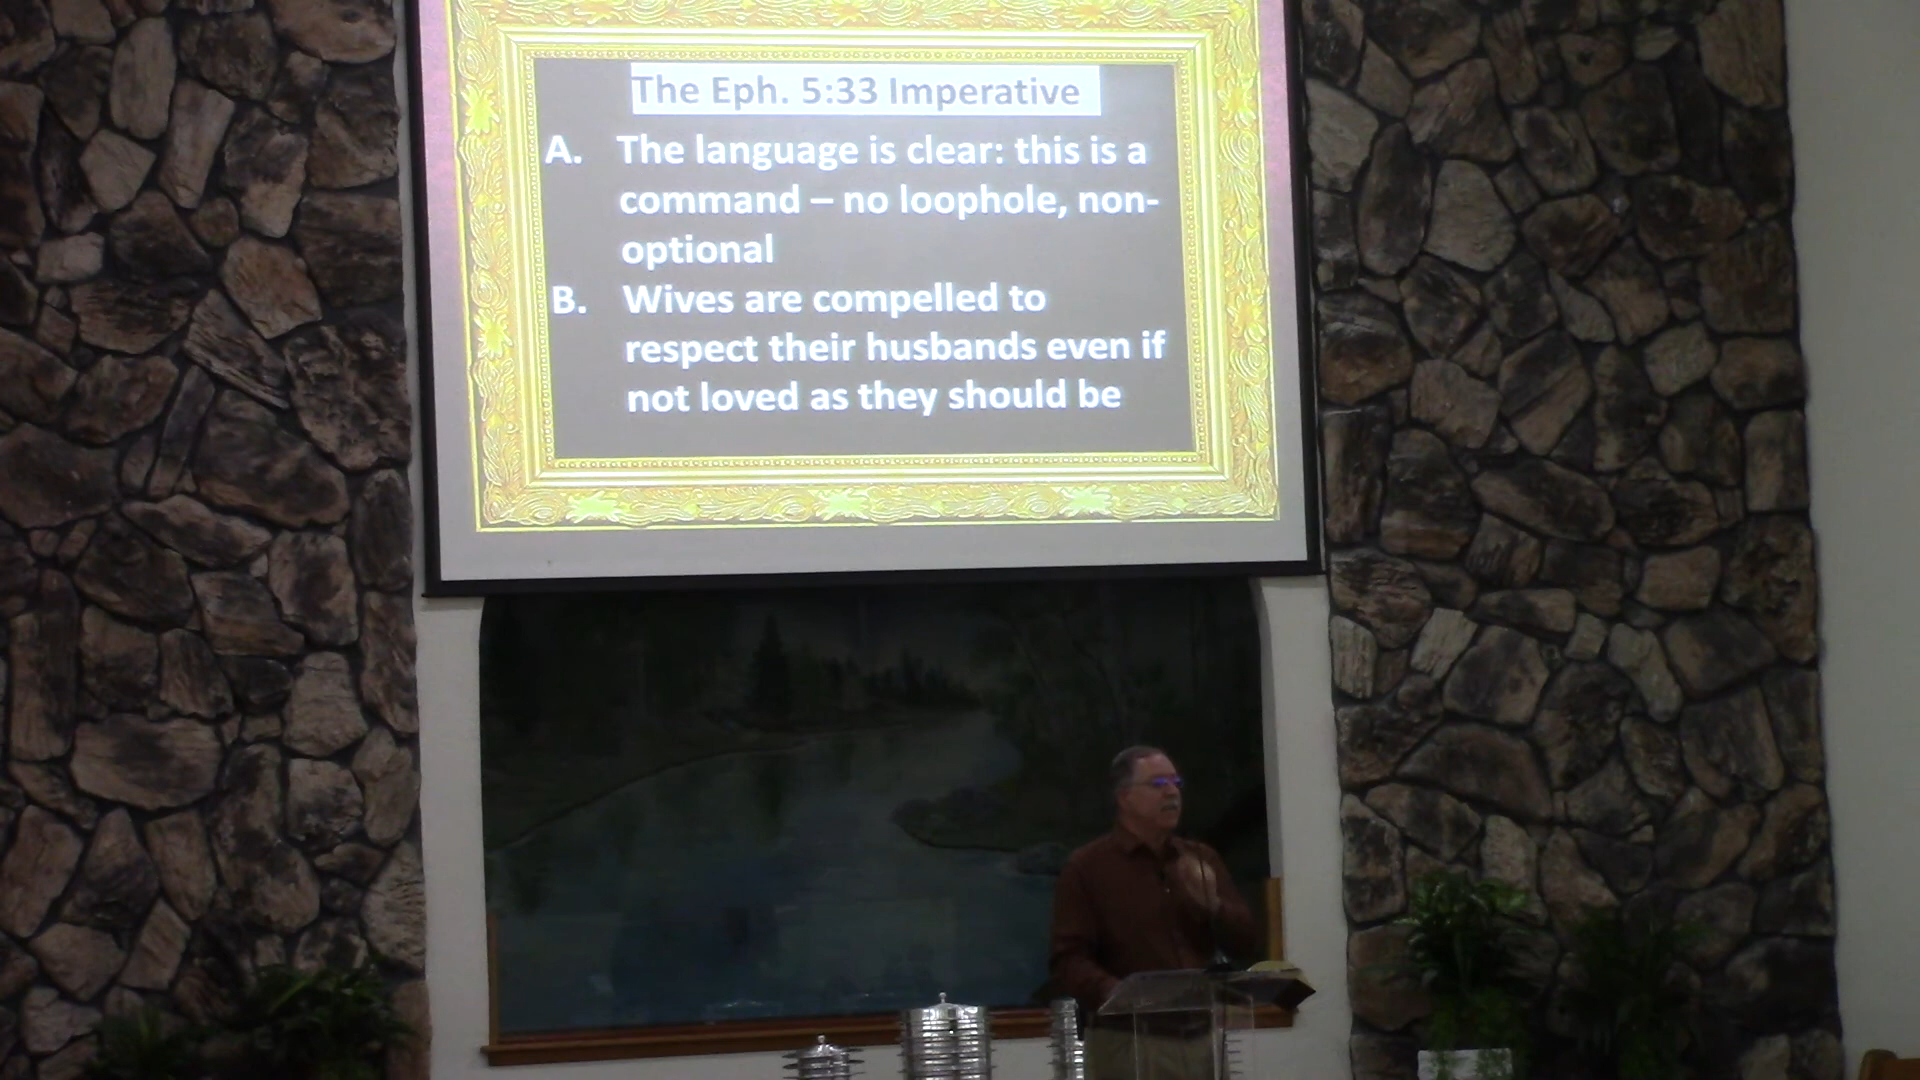 The Eph. 5:33 Imperative
A. The language is clear: this is a
command – no loophole, non-
optional
B. Wives are compelled to
respect their husbands even if
not loved as they should be